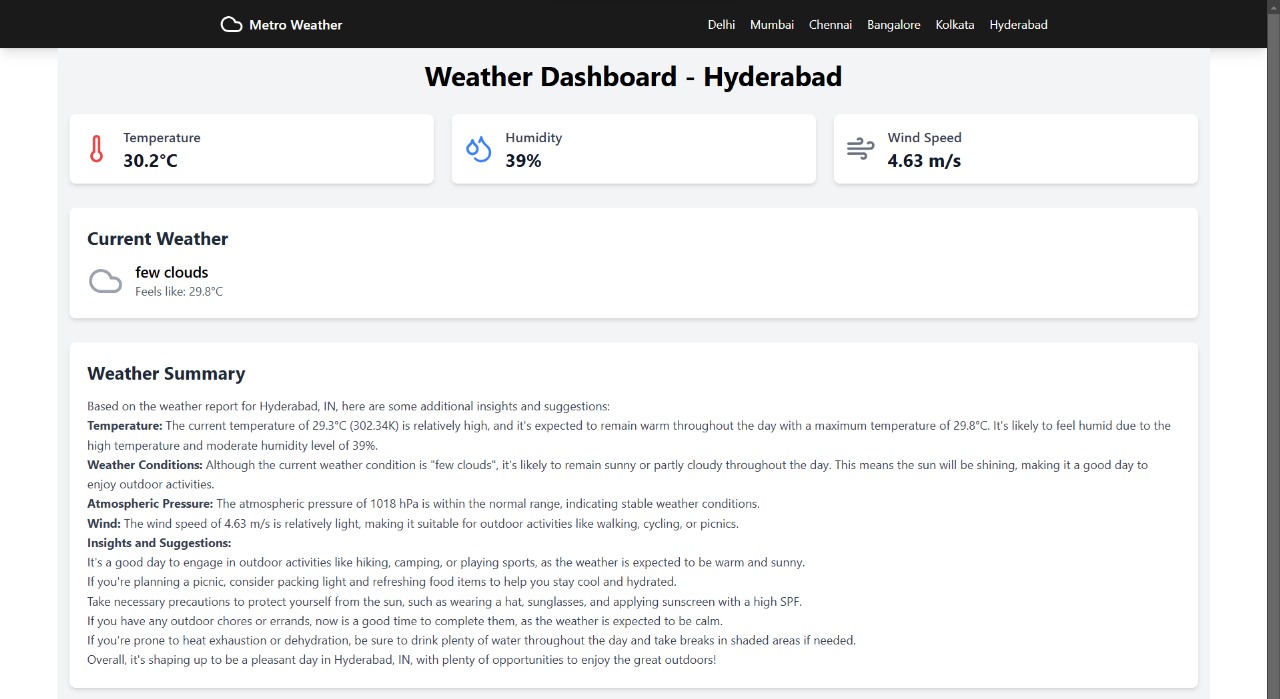 Metro Weather
Delhi Mumbai Chennai Bangalore Kolkata Hyderabad
Weather Dashboard - Hyderabad
Temperature
30.2°C
Humidity
39%
Wind Speed
4.63 m/s
Current Weather
few clouds
Feels like: 29.8°C
Weather Summary
Based on the weather report for Hyderabad, IN, here are some additional insights and suggestions:
Temperature: The current temperature of 29.3°C (302.34K) is relatively high, and it's expected to remain warm throughout the day with a maximum temperature of 29.8°C. It's likely to feel humid due to the
high temperature and moderate humidity level of 39%.
Weather Conditions: Although the current weather condition is "few clouds", it's likely to remain sunny or partly cloudy throughout the day. This means the sun will be shining, making it a good day to
enjoy outdoor activities.
Atmospheric Pressure: The atmospheric pressure of 1018 hPa is within the normal range, indicating stable weather conditions.
Wind: The wind speed of 4.63 m/s is relatively light, making it suitable for outdoor activities like walking, cycling, or picnics.
Insights and Suggestions:
It's a good day to engage in outdoor activities like hiking, camping, or playing sports, as the weather is expected to be warm and sunny.
If you're planning a picnic, consider packing light and refreshing food items to help you stay cool and hydrated.
Take necessary precautions to protect yourself from the sun, such as wearing a hat, sunglasses, and applying sunscreen with a high SPF.
If you have any outdoor chores or errands, now is a good time to complete them, as the weather is expected to be calm.
If you're prone to heat exhaustion or dehydration, be sure to drink plenty of water throughout the day and take breaks in shaded areas if needed.
Overall, it's shaping up to be a pleasant day in Hyderabad, IN, with plenty of opportunities to enjoy the great outdoors!